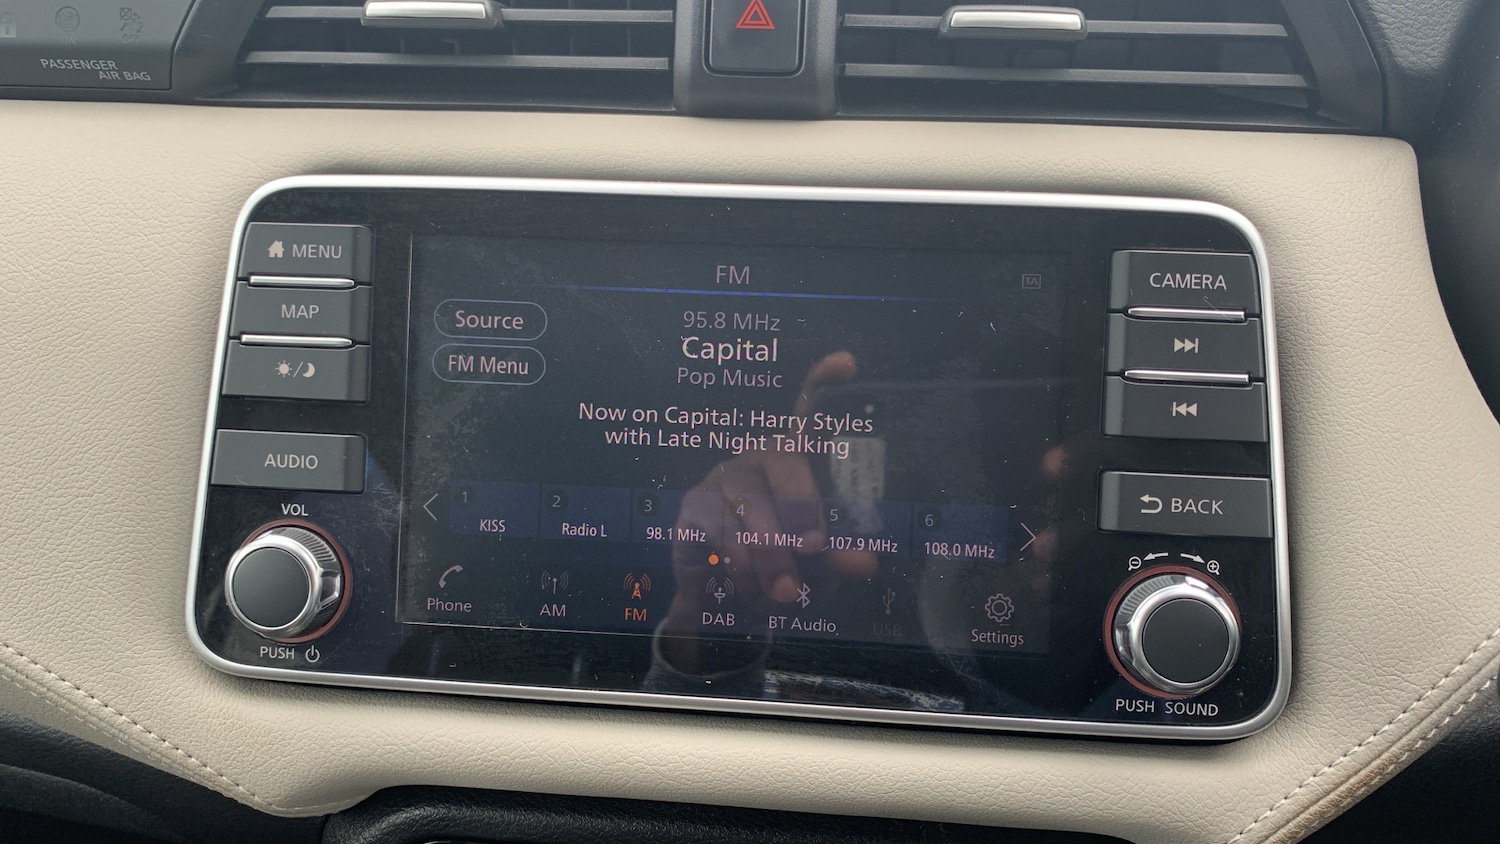 PASSENGER
AIR BAG
MENU
MAP
AUDIO
VOL
PUSH
FM
1A
Source
FM Menu
95.8 MHz
Capital
Pop Music
Now on Capital: Harry Styles
with Late Night Talking
1 KISS
2 Radio L
3 98.1 MHz
4 104.1 MHz
5 107.9 MHz
6 108.0 MHz
Phone
AM
FM
DAB
BT Audio
USB
Settings
CAMERA
BACK
PUSH SOUND